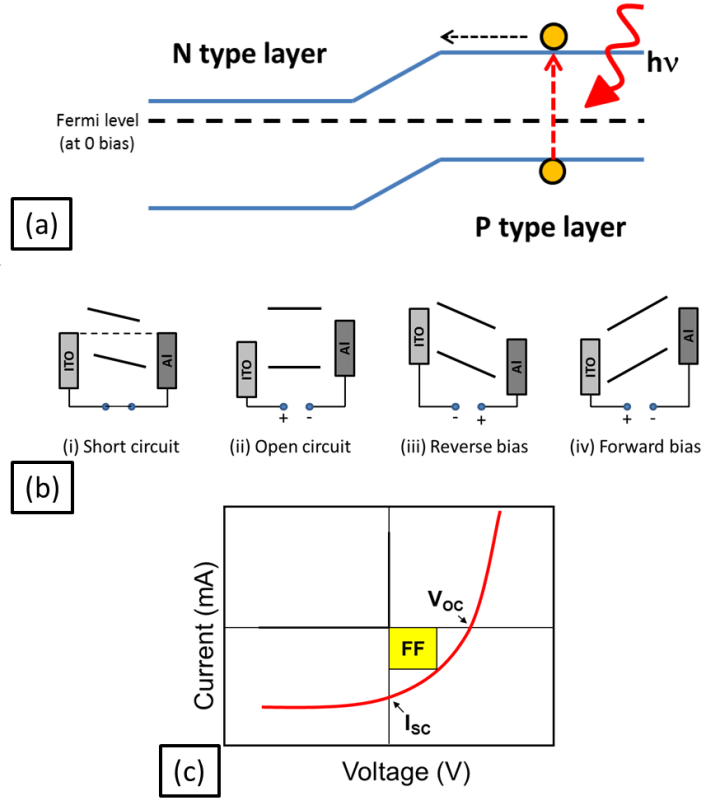 N type layer
hν
Fermi level
(at 0 bias)
P type layer
(a)
ITO
Al
ITO
Al
ITO
Al
ITO
Al
+ -
- +
+ -
(i) Short circuit
(ii) Open circuit
(iii) Reverse bias
(iv) Forward bias
(b)
Current (mA)
VOC
FF
ISC
Voltage (V)
(c)